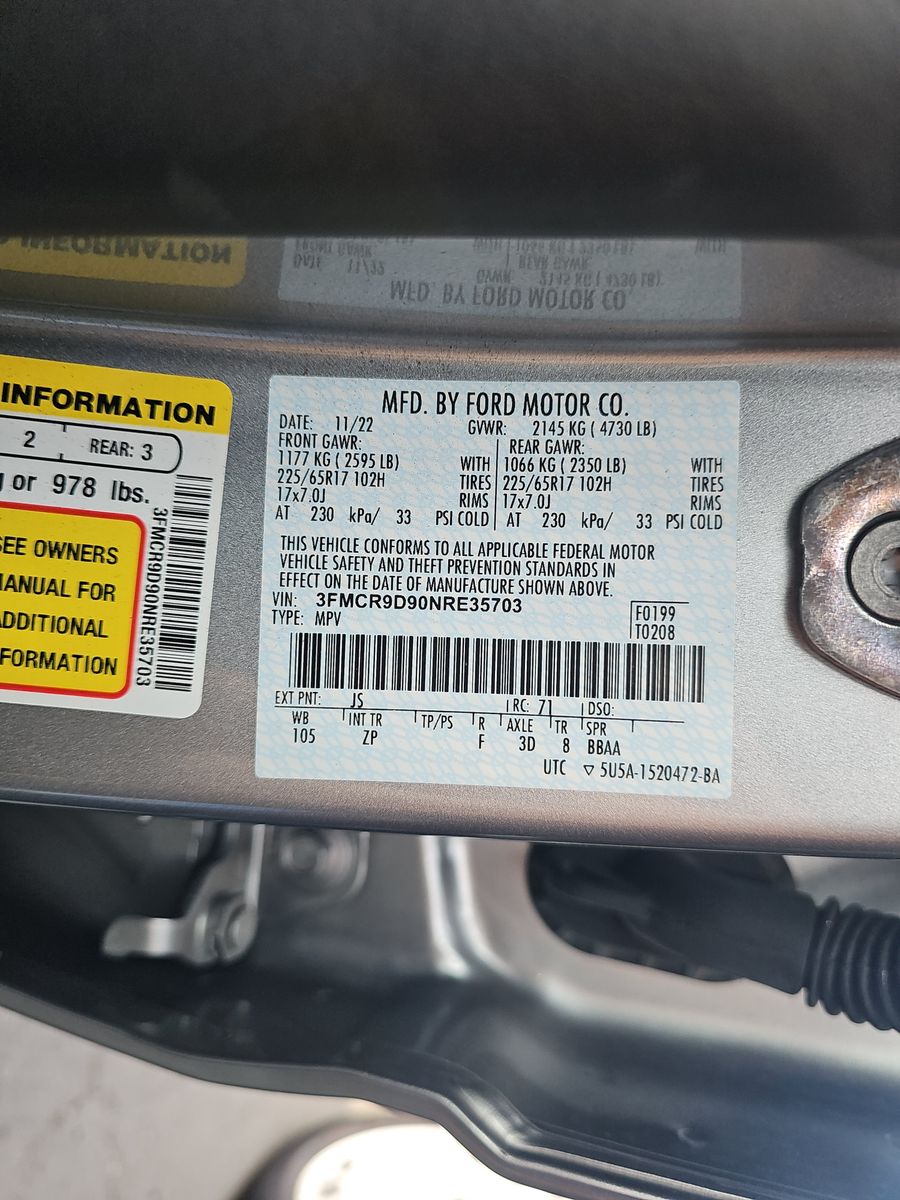 INFORMATION
2 REAR: 3
or 978 lbs.
SEE OWNERS
MANUAL FOR
ADDITIONAL
FORMATION
3FMCR9D90NRE35703
MFD. BY FORD MOTOR CO.
DATE: 11/22 GVWR: 2145 KG ( 4730 LB)
FRONT GAWR: REAR GAWR:
1177 KG ( 2595 LB) WITH 1066 KG ( 2350 LB) WITH
225/65R17 102H TIRES 225/65R17 102H TIRES
17x7.0J RIMS 17x7.0J RIMS
AT 230 kPa/ 33 PSI COLD AT 230 kPa/ 33 PSI COLD
THIS VEHICLE CONFORMS TO ALL APPLICABLE FEDERAL MOTOR
VEHICLE SAFETY AND THEFT PREVENTION STANDARDS IN
EFFECT ON THE DATE OF MANUFACTURE SHOWN ABOVE.
VIN: 3FMCR9D90NRE35703
TYPE: MPV
F0199
T0208
EXT PNT: JS RC: 71 DSO:
WB INT TR TP/PS R AXLE TR SPR
105 ZP F 3D 8 BBAA
UTC ▽ 5U5A-1520472-BA